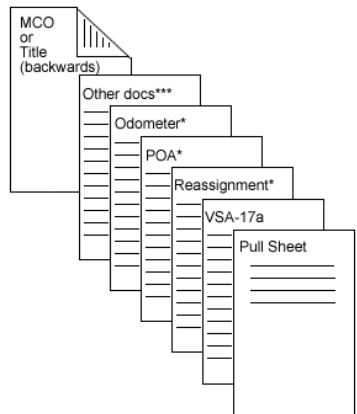 MCO
or
Title
(backwards)
Other docs***
Odometer*
POA*
Reassignment*
VSA-17a
Pull Sheet